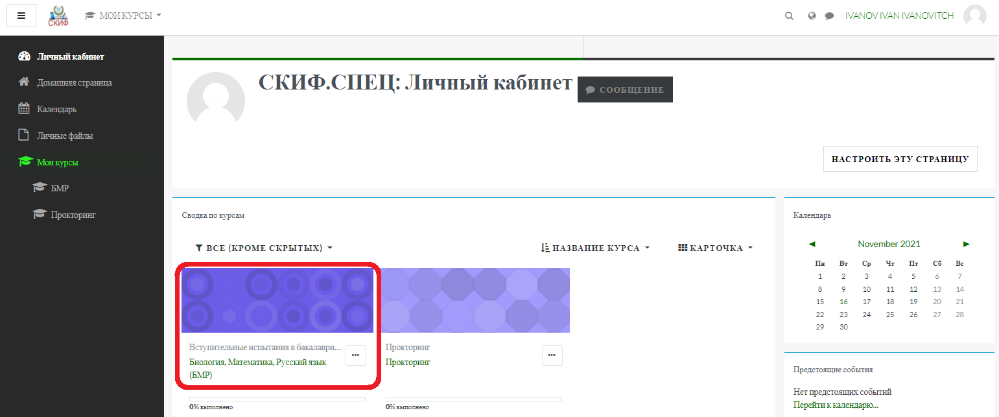 СКИФ
МОИ КУРСЫ
IVANOV IVAN IVANOVITCH
Личный кабинет
Домашняя страница
Календарь
Личные файлы
Мои курсы
БМР
Прокторинг
СКИФ.СПЕЦ: Личный кабинет
СООБЩЕНИЕ
НАСТРОИТЬ ЭТУ СТРАНИЦУ
Сводка по курсам
ВСЕ (КРОМЕ СКРЫТЫХ)
НАЗВАНИЕ КУРСА
КАРТОЧКА
Вступительные испытания в бакалаври...
Биология, Математика, Русский язык
(БМР)
0% выполнено
Прокторинг
Прокторинг
0% выполнено
Календарь
◄ November 2021 ►
Пн Вт Ср Чт Пт Сб Вс
1 2 3 4 5 6 7
8 9 10 11 12 13 14
15 16 17 18 19 20 21
22 23 24 25 26 27 28
29 30
Предстоящие события
Нет предстоящих событий
Перейти к календарю...